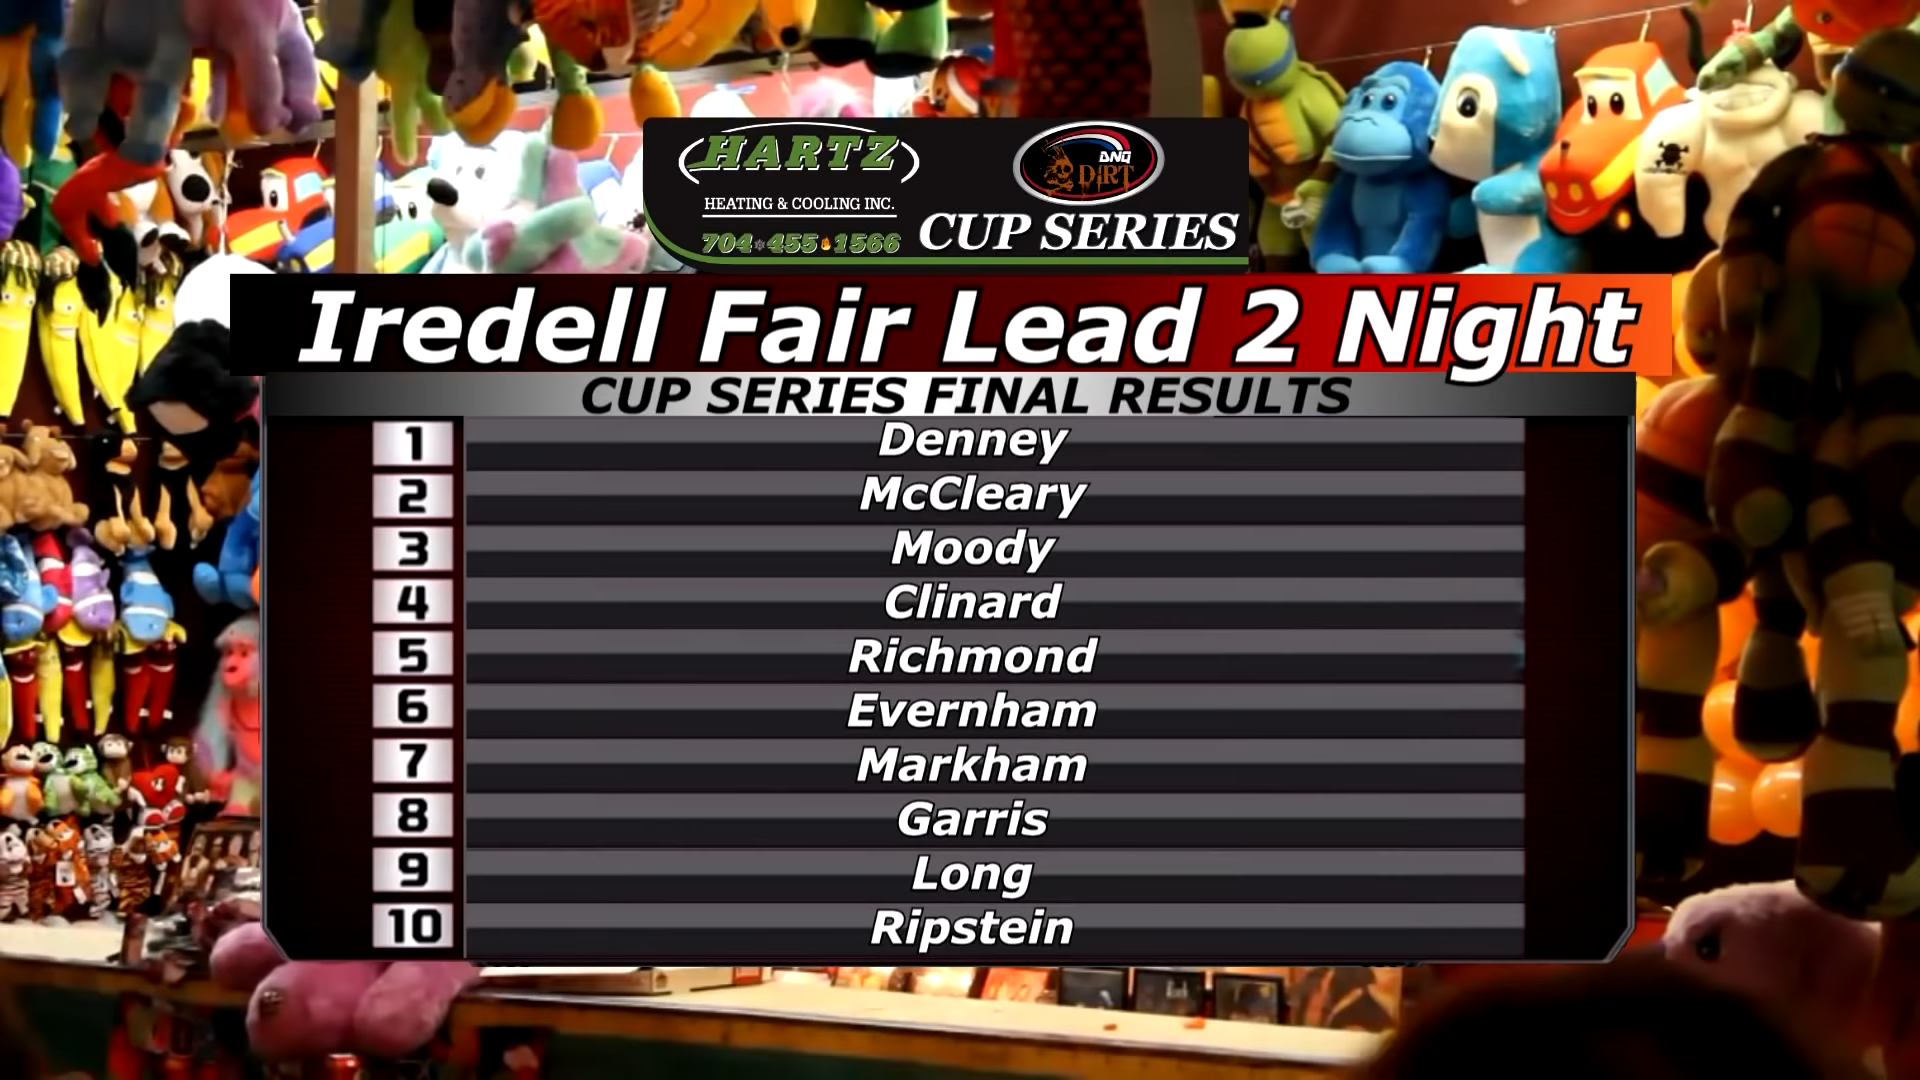 HARTZ
HEATING & COOLING INC.
704 455 1566
DNQ
DIRT
CUP SERIES
Iredell Fair Lead 2 Night
CUP SERIES FINAL RESULTS
1 Denney
2 McCleary
3 Moody
4 Clinard
5 Richmond
6 Evernham
7 Markham
8 Garris
9 Long
10 Ripstein